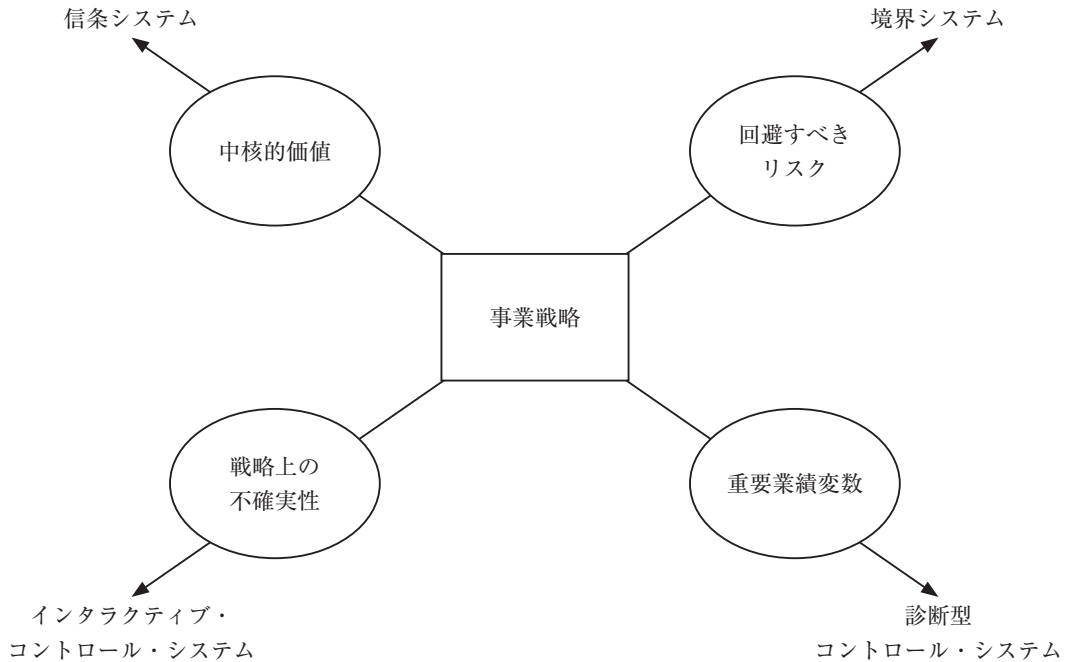 信条システム
境界システム
中核的価値
回避すべき
リスク
事業戦略
戦略上の
不確実性
重要業績変数
インタラクティブ・
コントロール・システム
診断型
コントロール・システム